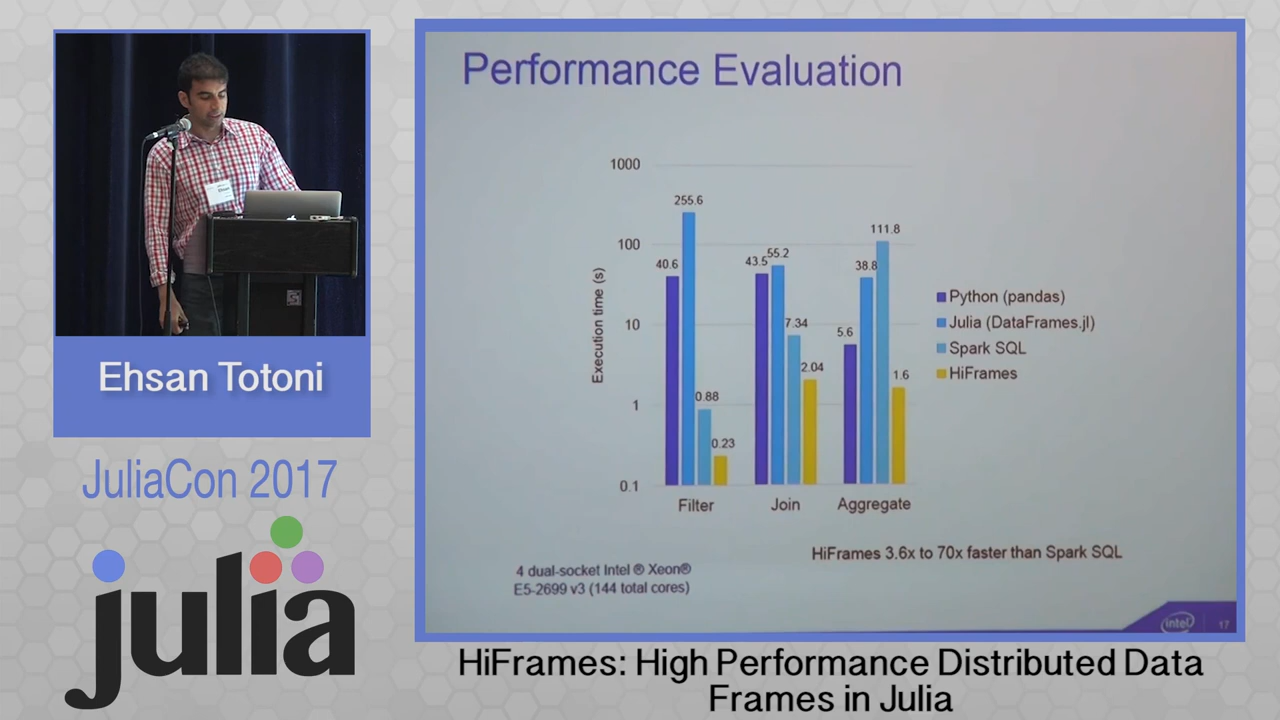 Performance Evaluation
1000
100
10
1
0.1
Execution time (s)
40.6
255.6
0.88
0.23
43.5
55.2
7.34
2.04
5.6
38.8
111.8
1.6
Filter
Join
Aggregate
Python (pandas)
Julia (DataFrames.jl)
Spark SQL
HiFrames
HiFrames 3.6x to 70x faster than Spark SQL
4 dual-socket Intel ® Xeon®
E5-2699 v3 (144 total cores)
intel
17
Ehsan Totoni
JuliaCon 2017
julia
HiFrames: High Performance Distributed Data
Frames in Julia